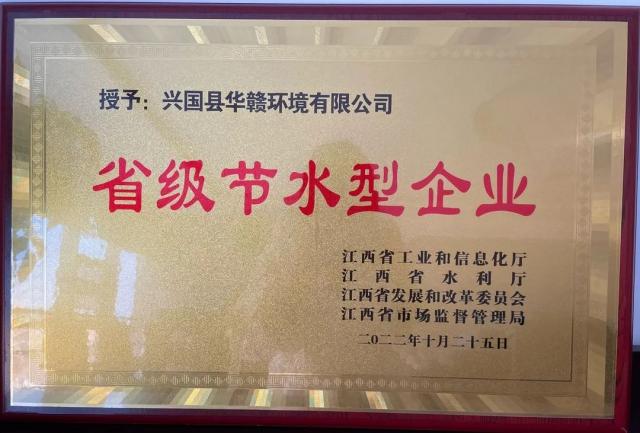 授予：兴国县华赣环境有限公司
省级节水型企业
江西省工业和信息化厅
江西省水利厅
江西省发展和改革委员会
江西省市场监督管理局
二〇二二年十月二十五日